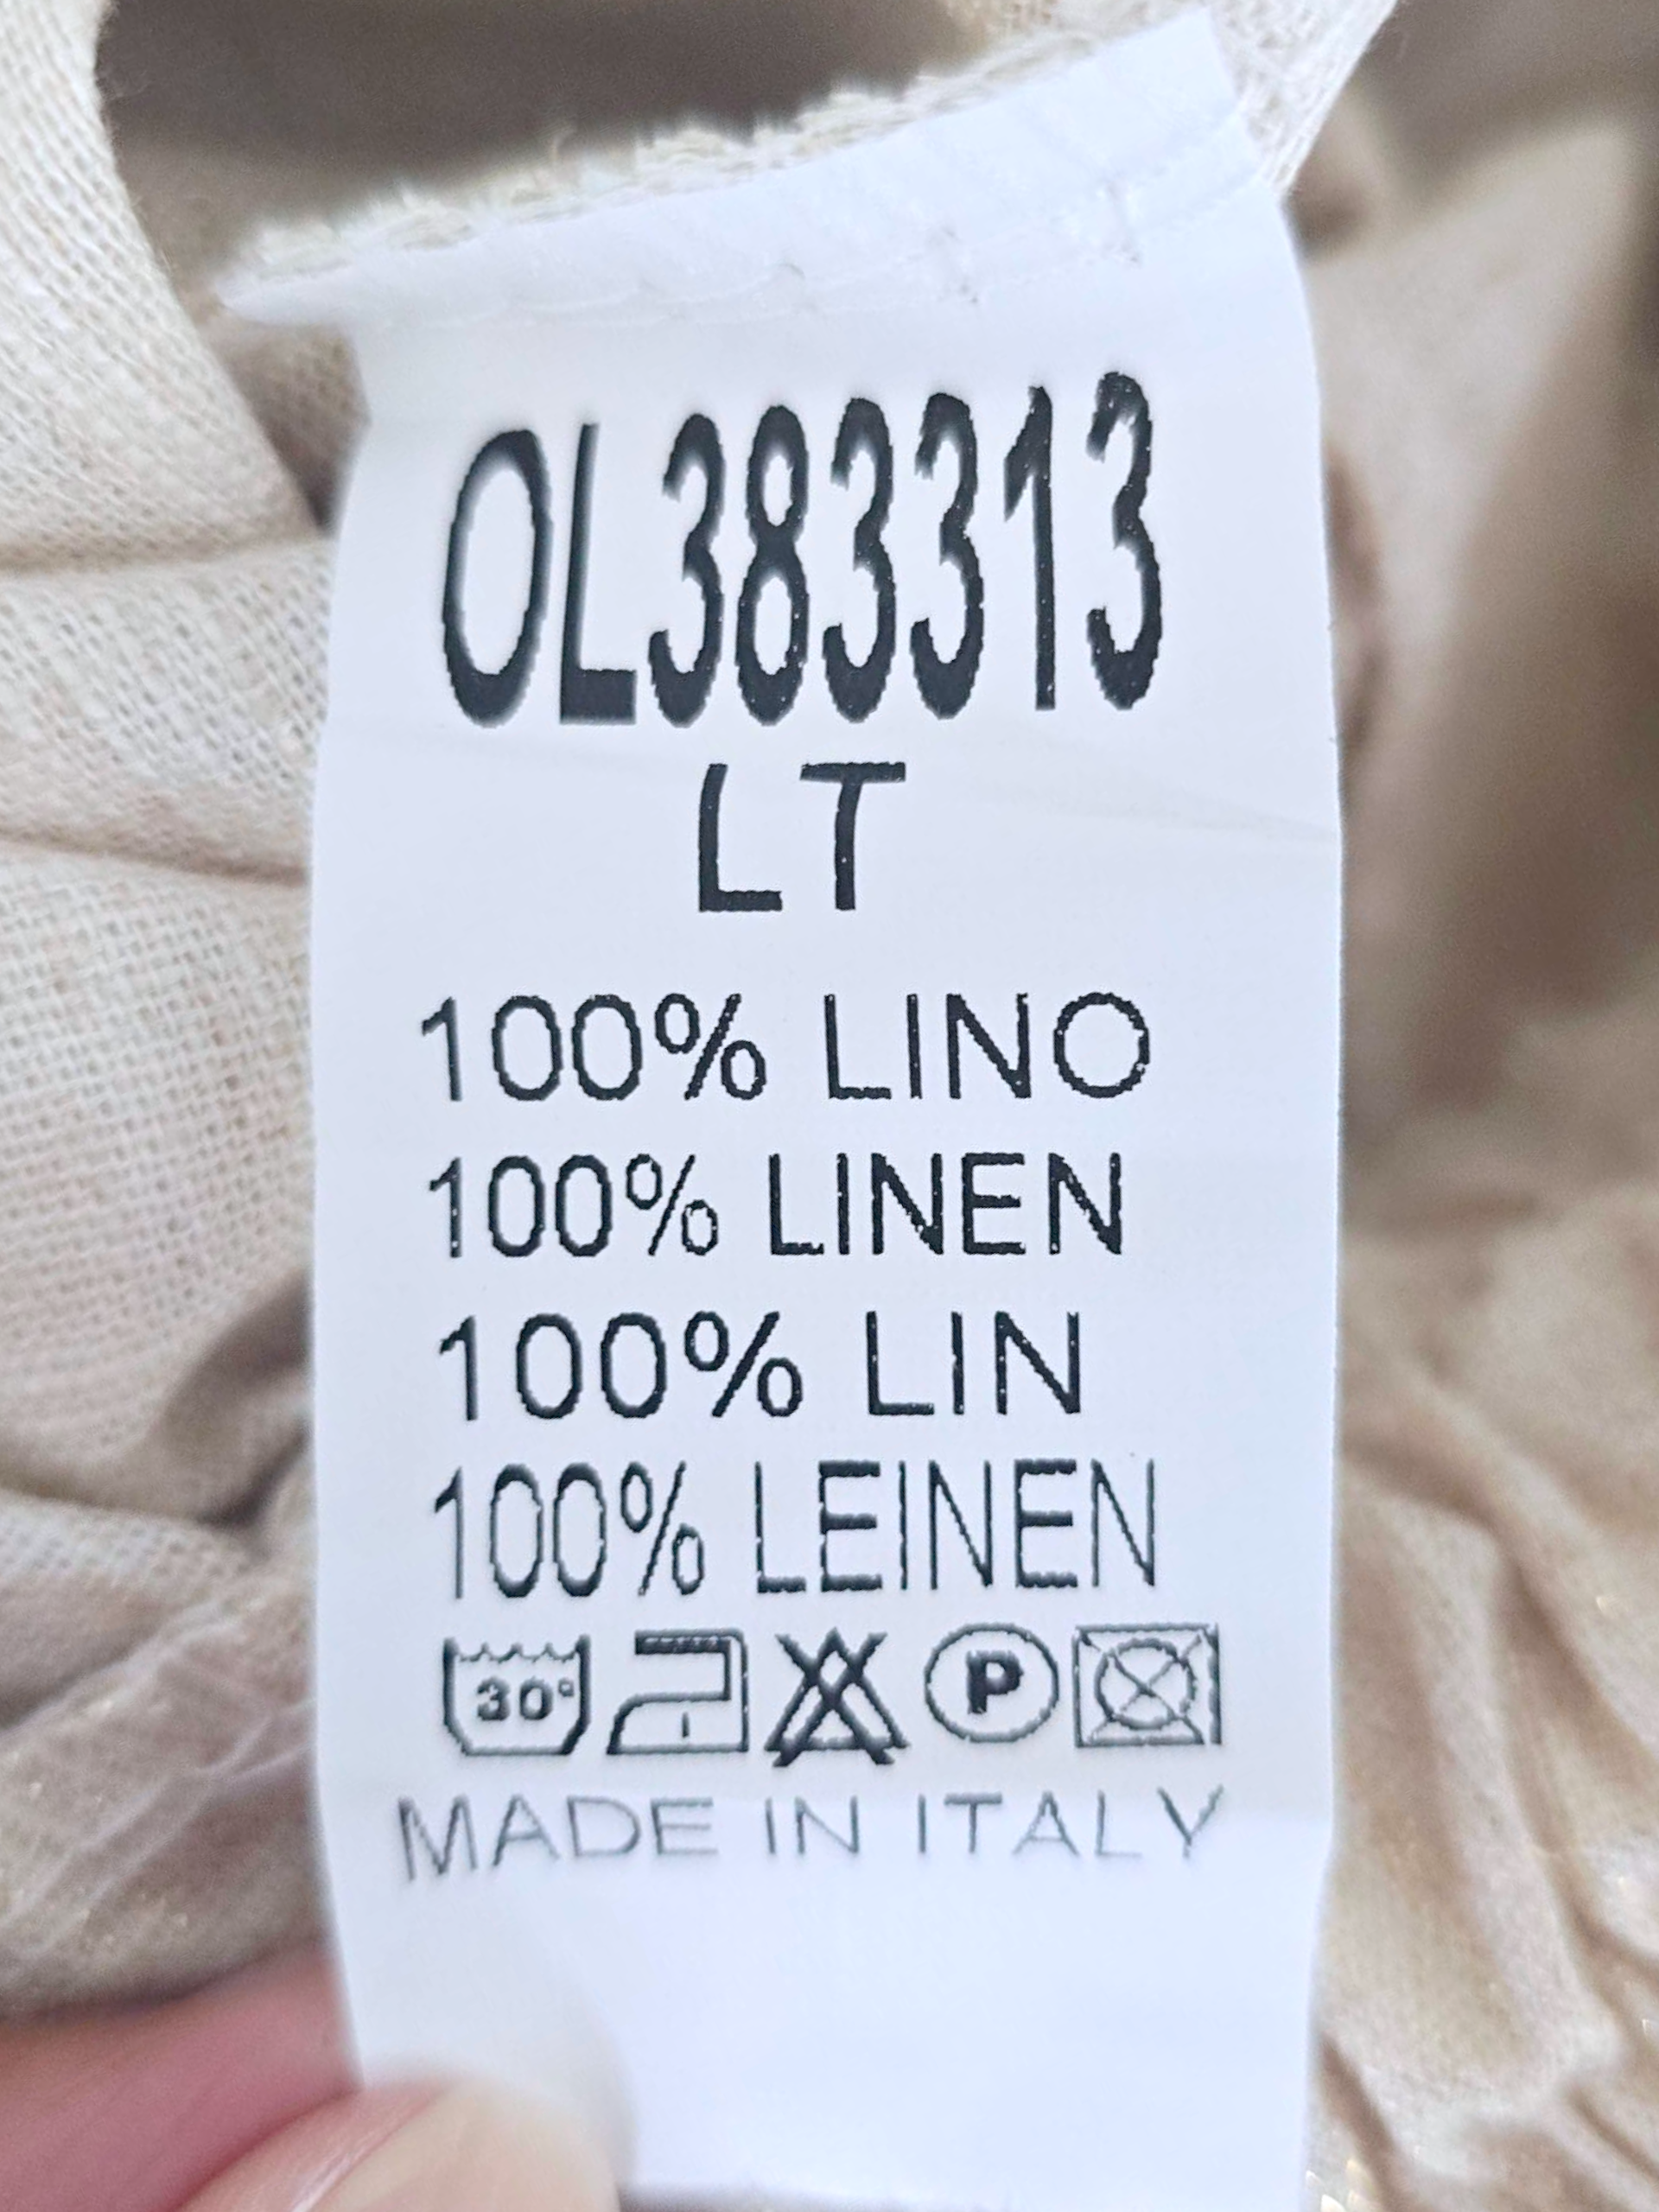 OL383313
LT
100% LINO
100% LINEN
100% LIN
100% LEINEN
30° P
MADE IN ITALY